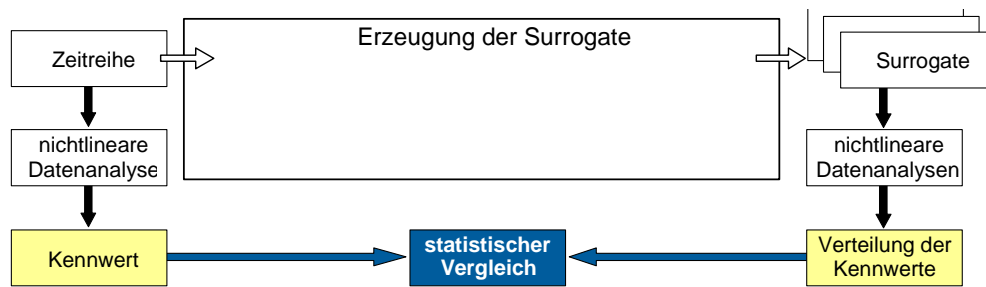 Erzeugung der Surrogate
Zeitreihe
Surrogate
nichtlineare
Datenanalyse
nichtlineare
Datenanalysen
Kennwert
statistischer
Vergleich
Verteilung der
Kennwerte